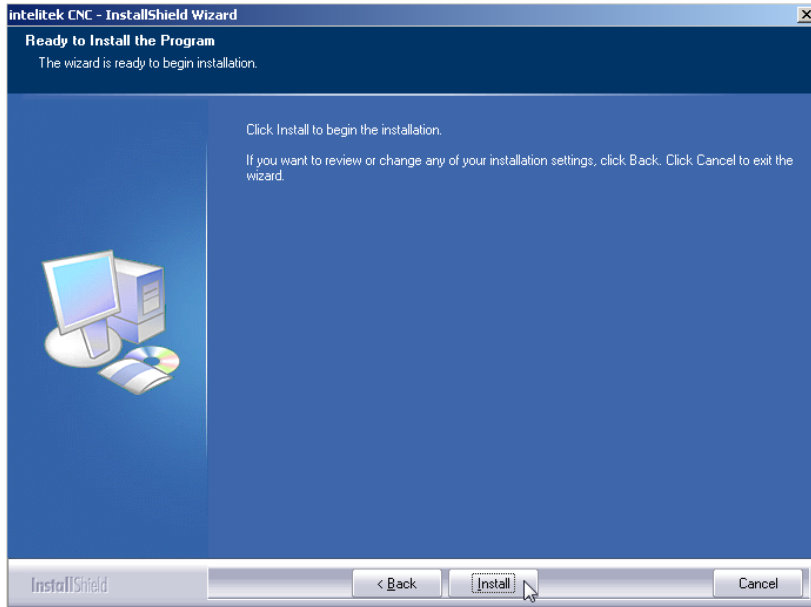 intelitek CNC - InstallShield Wizard
Ready to Install the Program
The wizard is ready to begin installation.
Click Install to begin the installation.
If you want to review or change any of your installation settings, click Back. Click Cancel to exit the
wizard.
InstallShield
< Back
Install
Cancel